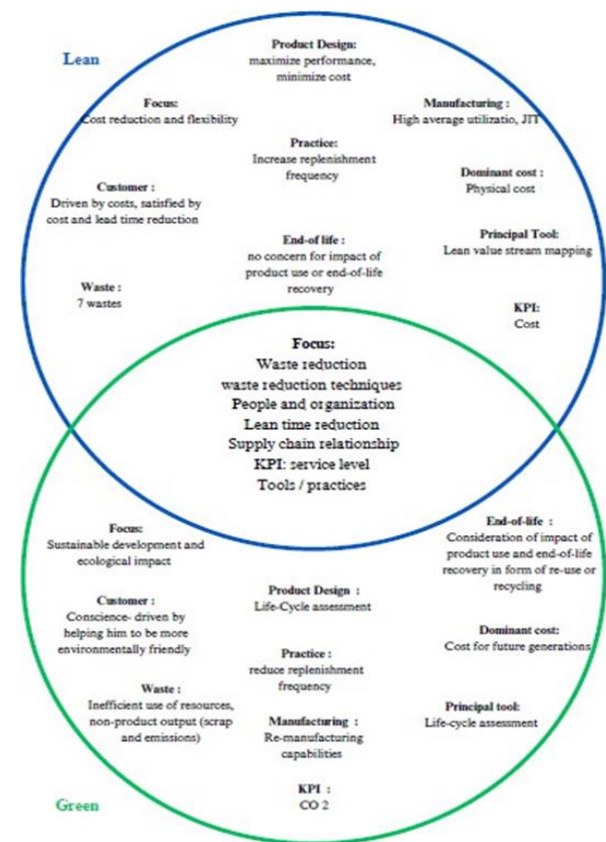 Lean
Product Design:
maximize performance,
minimize cost
Focus:
Cost reduction and flexibility
Manufacturing :
High average utilizatio, JIT
Practice:
Increase replenishment
frequency
Dominant cost :
Physical cost
Customer :
Driven by costs, satisfied by
cost and lead time reduction
Principal Tool:
Lean value stream mapping
End-of life :
no concern for impact of
product use or end-of-life
recovery
Waste :
7 wastes
KPI:
Cost
Focus:
Waste reduction
waste reduction techniques
People and organization
Lean time reduction
Supply chain relationship
KPI: service level
Tools / practices
Focus:
Sustainable development and
ecological impact
End-of-life :
Consideration of impact of
product use and end-of-life
recovery in form of re-use or
recycling
Product Design :
Life-Cycle assessment
Customer :
Conscience- driven by
helping him to be more
environmentally friendly
Dominant cost:
Cost for future generations
Practice :
reduce replenishment
frequency
Waste :
Inefficient use of resources,
non-product output (scrap
and emissions)
Principal tool:
Life-cycle assessment
Manufacturing :
Re-manufacturing
capabilities
KPI :
CO 2
Green